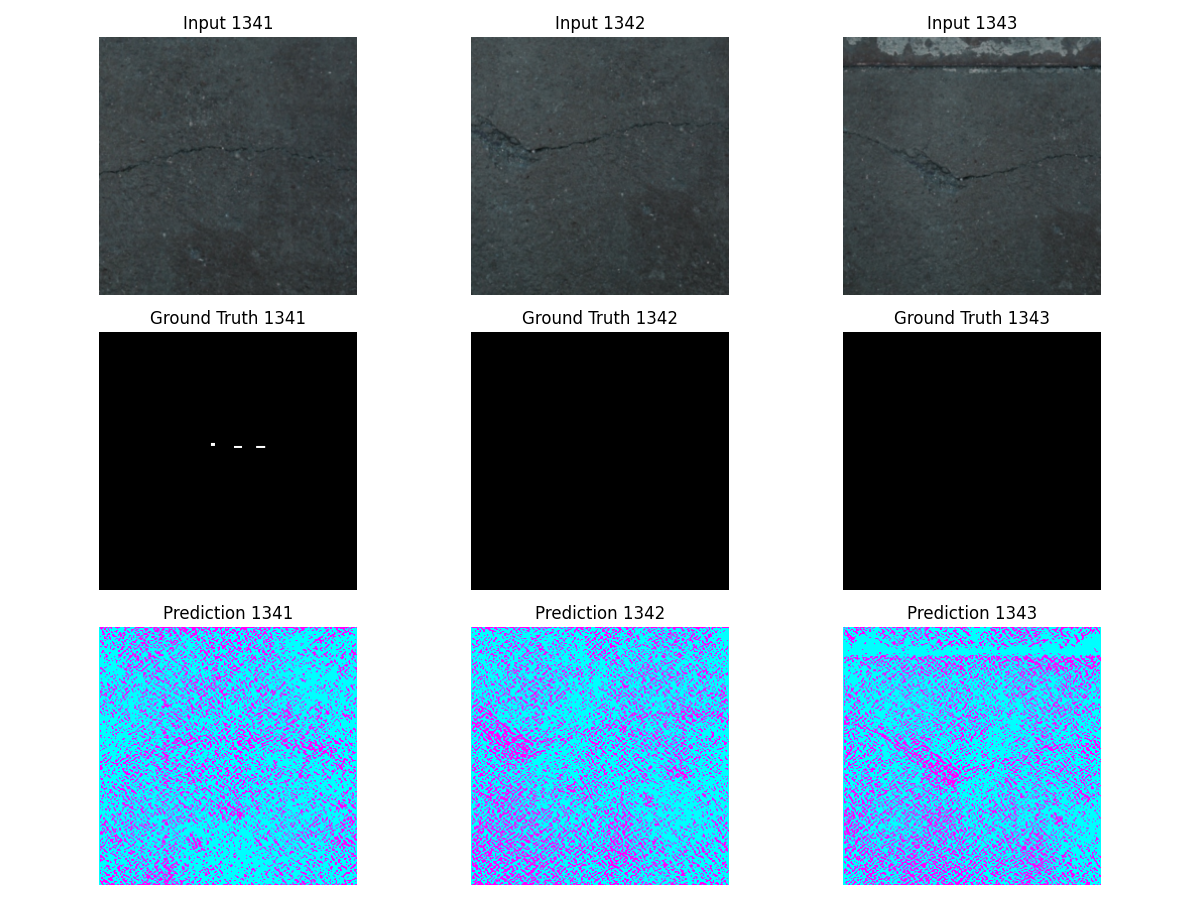 Input 1341
Input 1342
Input 1343
Ground Truth 1341
Ground Truth 1342
Ground Truth 1343
Prediction 1341
Prediction 1342
Prediction 1343